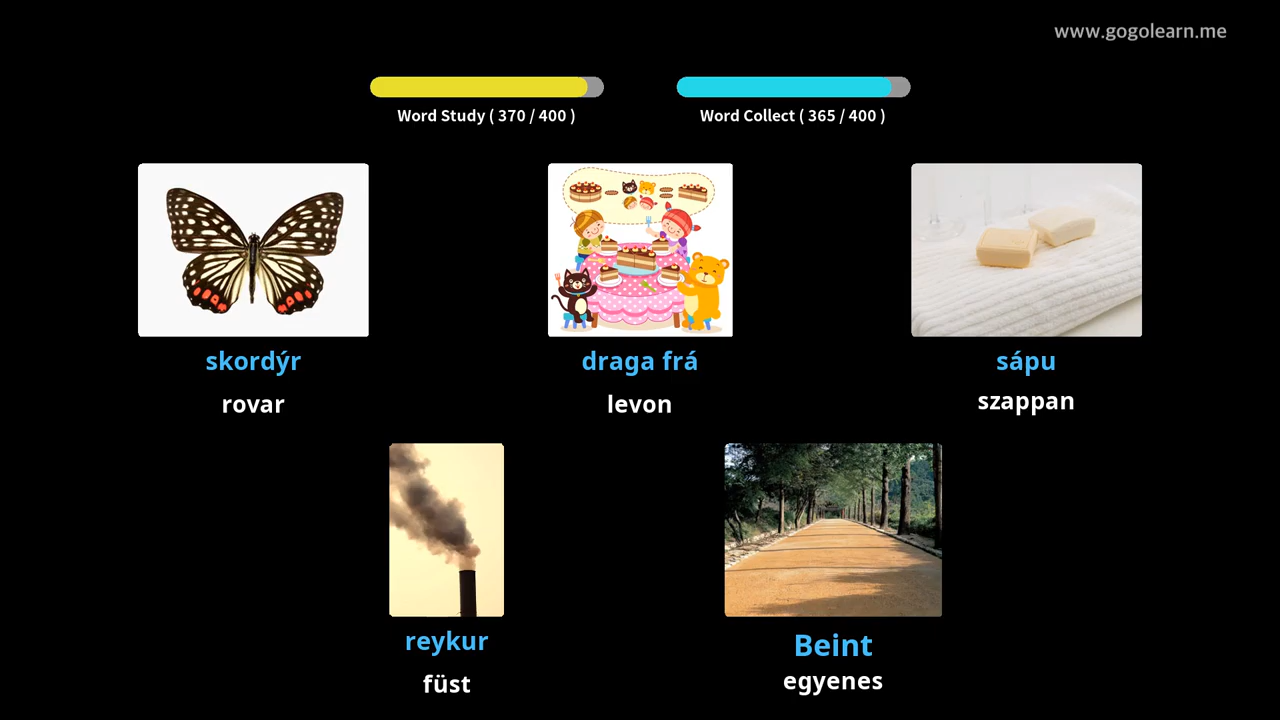 www.gogolearn.me
Word Study ( 370 / 400 )
Word Collect ( 365 / 400 )
skordýr
rovar
draga frá
levon
sápu
szappan
reykur
füst
Beint
egyenes